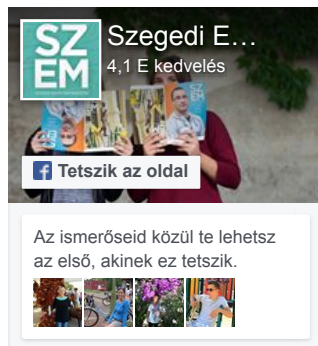 SZ
EM
Szegedi E...
4,1 E kedvelés
Tetszik az oldal
Az ismerőseid közül te lehetsz
az első, akinek ez tetszik.